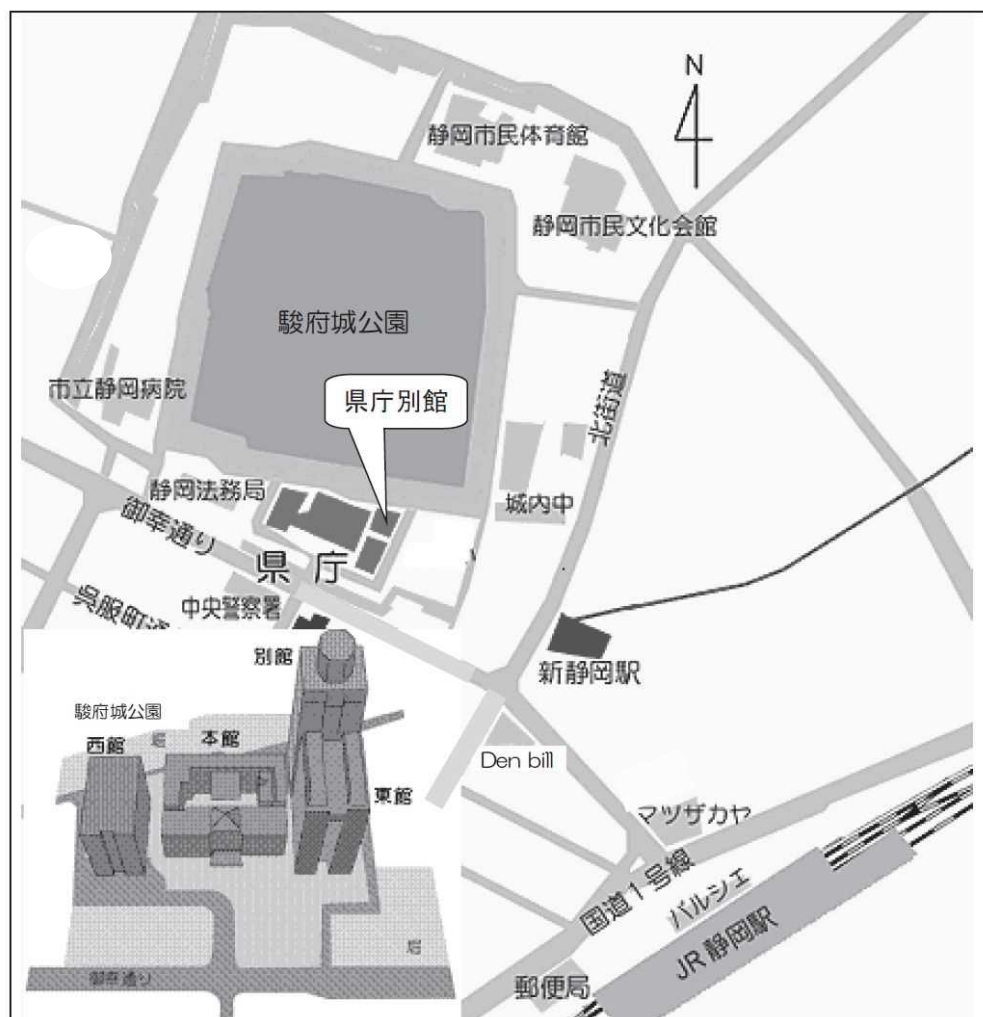 N
静岡市民体育館
静岡市民文化会館
駿府城公園
北街道
市立静岡病院
県庁別館
静岡法務局
城内中
御幸通り
県庁
中央警察署
呉服町通
新静岡駅
別館
駿府城公園
堀
本館
西館
東館
堀
御幸通り
Den bill
マツザカヤ
国道1号線
パルシェ
JR 静岡駅
郵便局